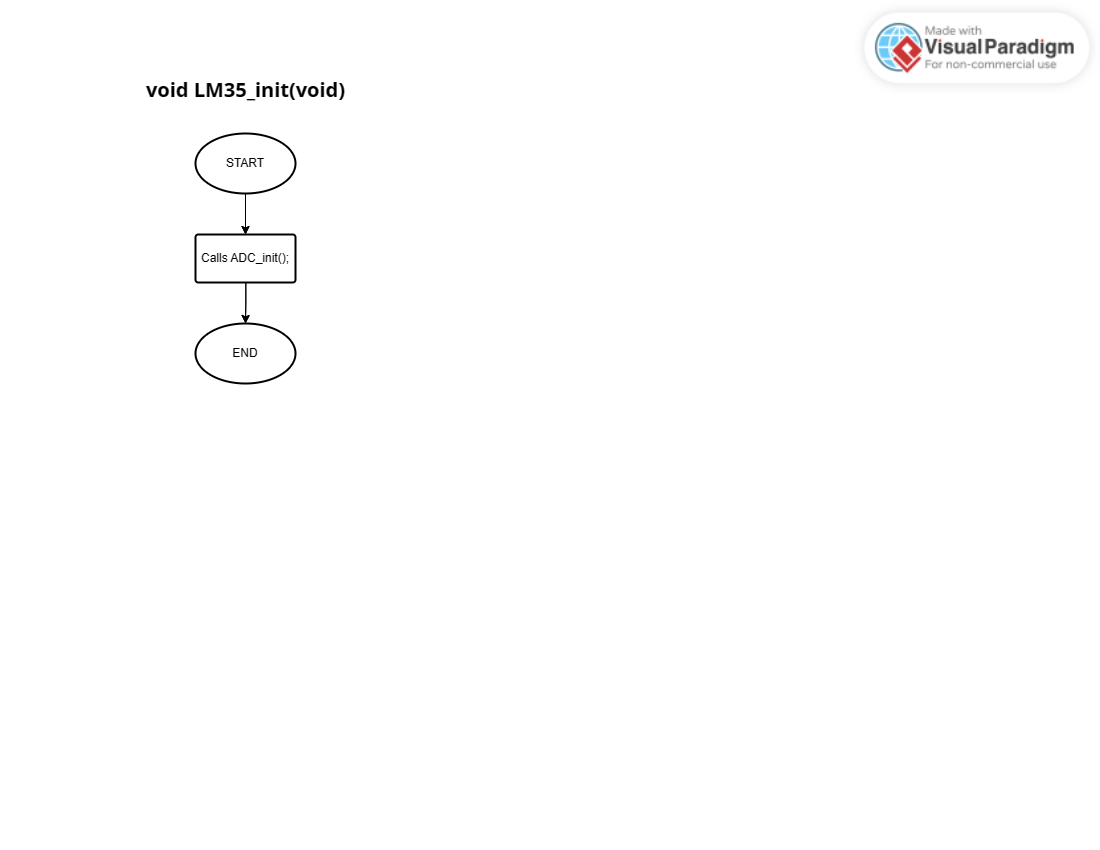 Made with
Visual Paradigm
For non-commercial use
void LM35_init(void)
START
Calls ADC_init();
END